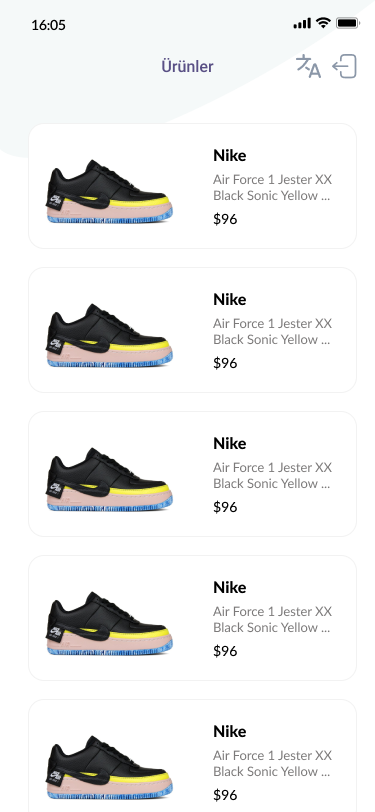 16:05
Ürünler
Nike
Air Force 1 Jester XX
Black Sonic Yellow ...
$96
Nike
Air Force 1 Jester XX
Black Sonic Yellow ...
$96
Nike
Air Force 1 Jester XX
Black Sonic Yellow ...
$96
Nike
Air Force 1 Jester XX
Black Sonic Yellow ...
$96
Nike
Air Force 1 Jester XX
Black Sonic Yellow ...
$96